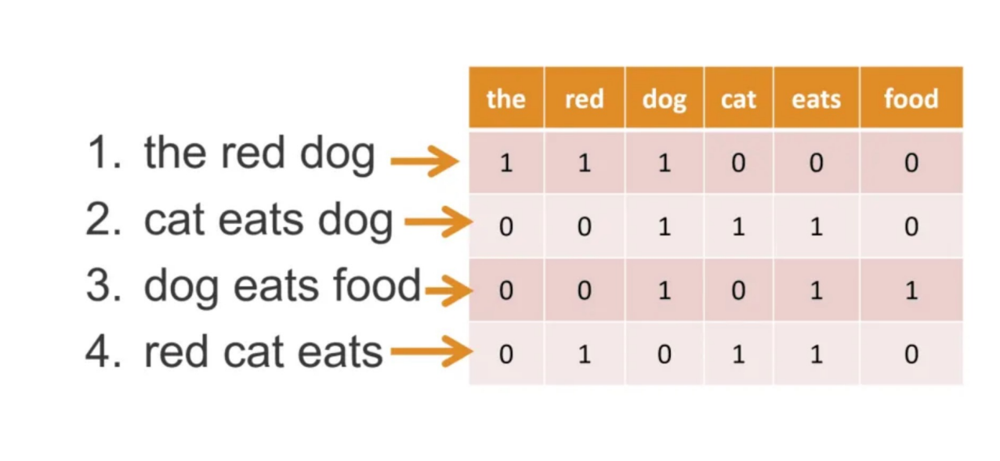 the red dog cat eats food
1. the red dog 1 1 1 0 0 0
2. cat eats dog 0 0 1 1 1 0
3. dog eats food 0 0 1 0 1 1
4. red cat eats 0 1 0 1 1 0